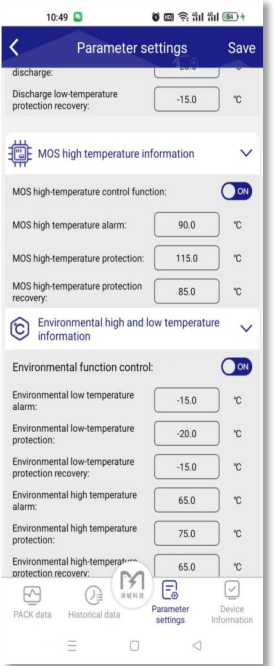 10:49
54
Parameter settings
Save
discharge:
℃
Discharge low-temperature
protection recovery:
-15.0
℃
MOS high temperature information
MOS high-temperature control function:
ON
MOS high temperature alarm:
90.0
℃
MOS high-temperature protection:
115.0
℃
MOS high-temperature protection
recovery:
85.0
℃
Environmental high and low temperature
information
Environmental function control:
ON
Environmental low temperature
alarm:
-15.0
℃
Environmental low-temperature
protection:
-20.0
℃
Environmental low-temperature
protection recovery:
-15.0
℃
Environmental high temperature
alarm:
65.0
℃
Environmental high temperature
protection:
75.0
℃
Environmental high-temperature
protection recovery:
65.0
℃
PACK data
Historical data
Parameter
settings
Device
Information